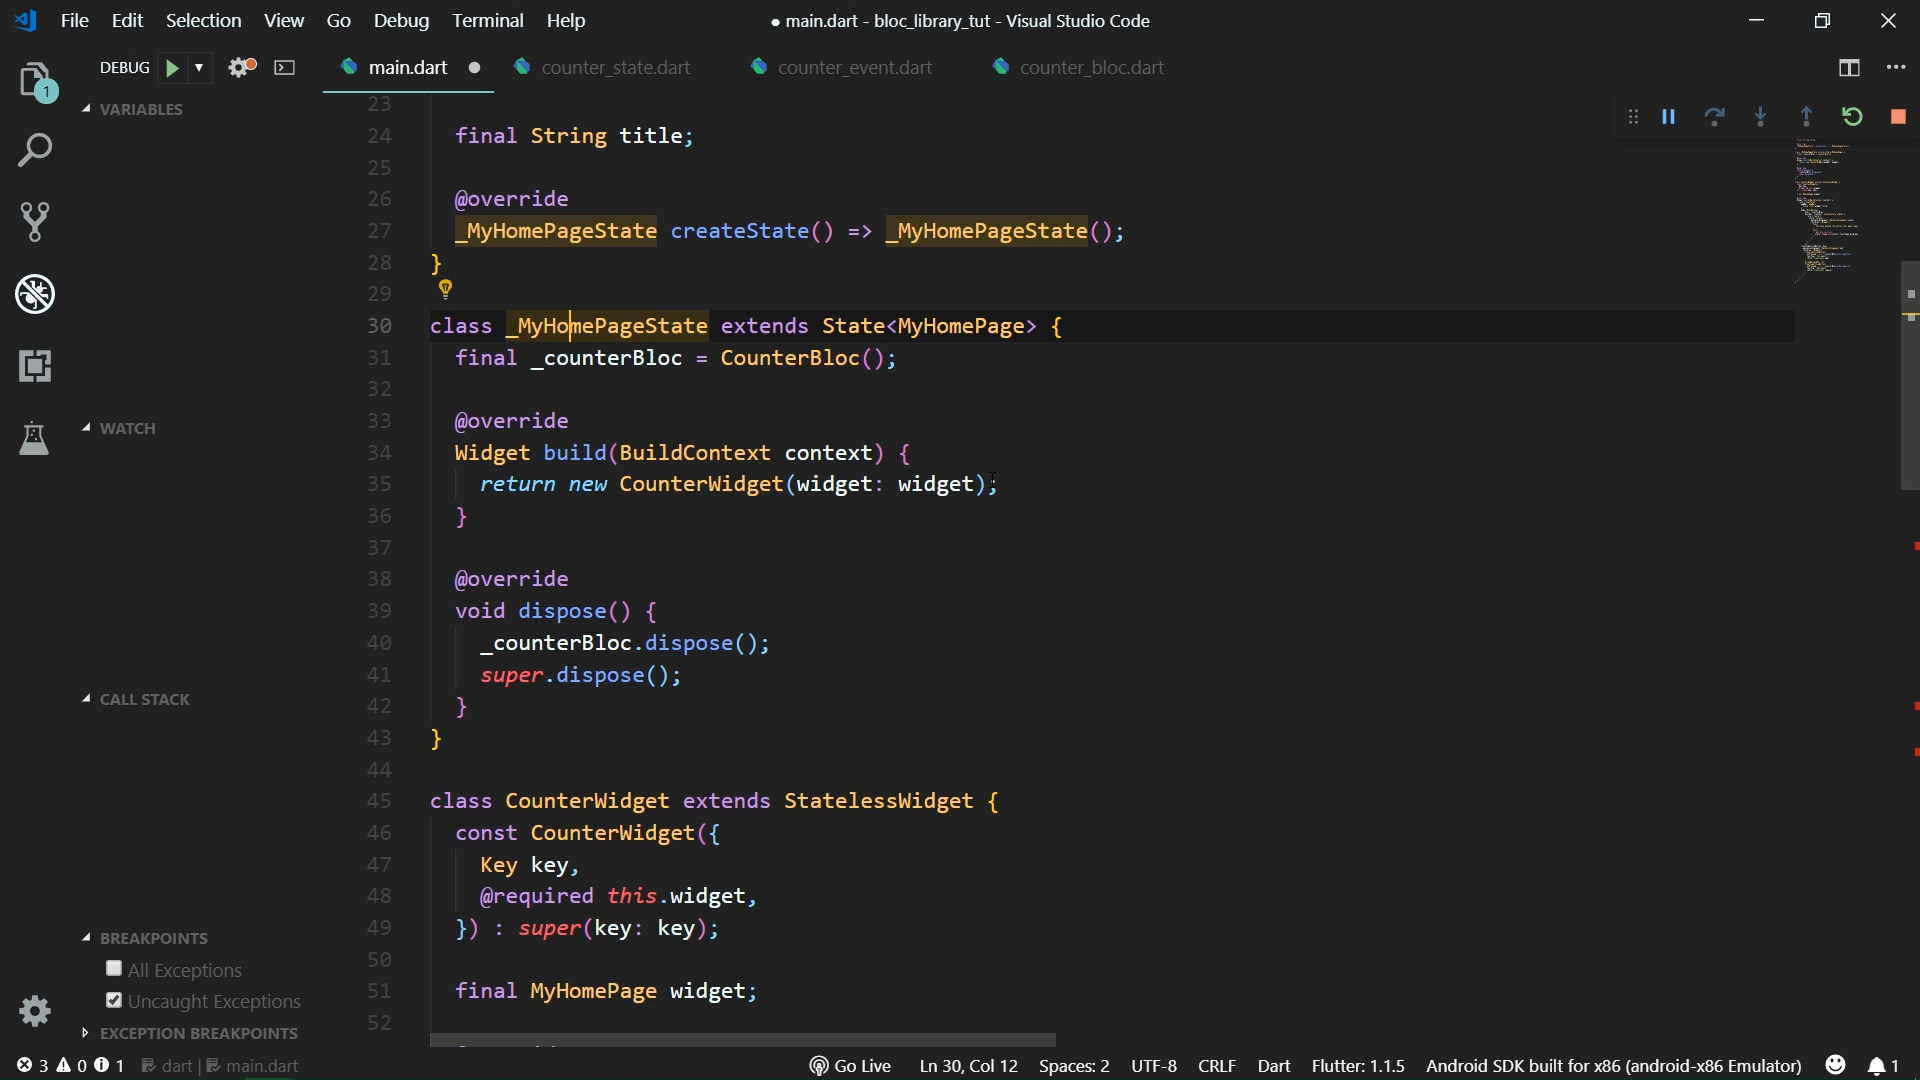 File Edit Selection View Go Debug Terminal Help
● main.dart - bloc_library_tut - Visual Studio Code
DEBUG
main.dart ●
counter_state.dart
counter_event.dart
counter_bloc.dart
1
VARIABLES
WATCH
CALL STACK
BREAKPOINTS
All Exceptions
Uncaught Exceptions
EXCEPTION BREAKPOINTS
23
24 final String title;
25
26 @override
27 _MyHomePageState createState() => _MyHomePageState();
28 }
29
30 class _MyHomePageState extends State<MyHomePage> {
31 final _counterBloc = CounterBloc();
32
33 @override
34 Widget build(BuildContext context) {
35 return new CounterWidget(widget: widget);
36 }
37
38 @override
39 void dispose() {
40 _counterBloc.dispose();
41 super.dispose();
42 }
43 }
44
45 class CounterWidget extends StatelessWidget {
46 const CounterWidget({
47 Key key,
48 @required this.widget,
49 }) : super(key: key);
50
51 final MyHomePage widget;
52
3 0 1 dart | main.dart
Go Live Ln 30, Col 12 Spaces: 2 UTF-8 CRLF Dart Flutter: 1.1.5 Android SDK built for x86 (android-x86 Emulator) 1